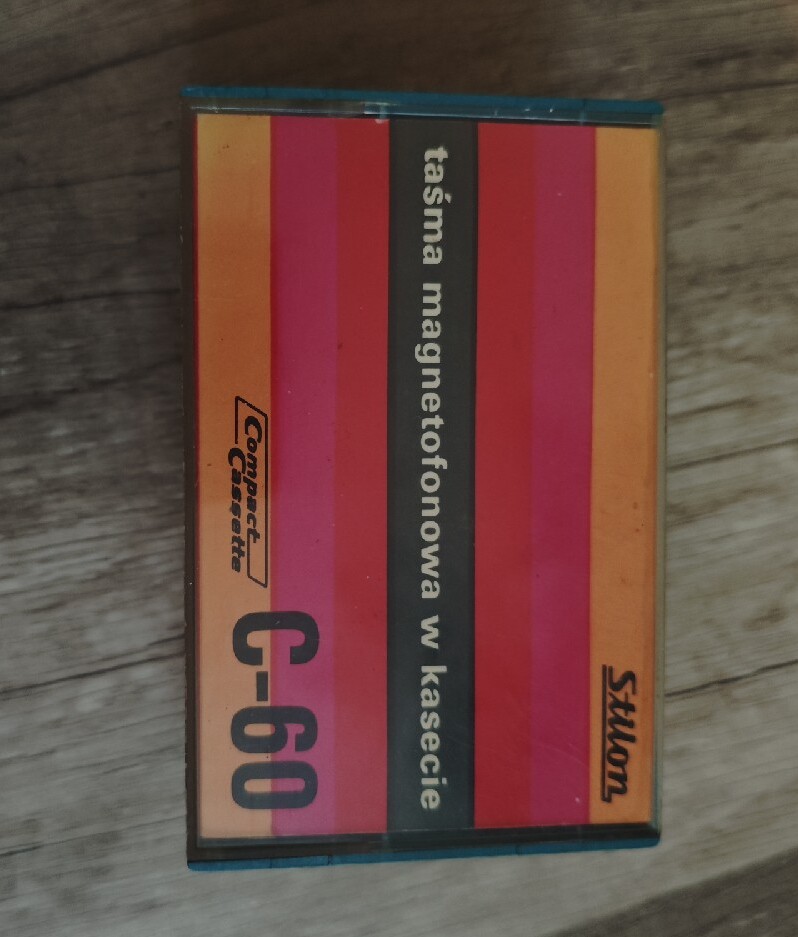 Stilon
taśma magnetofonowa w kasecie
Compact
Cassette
C-60